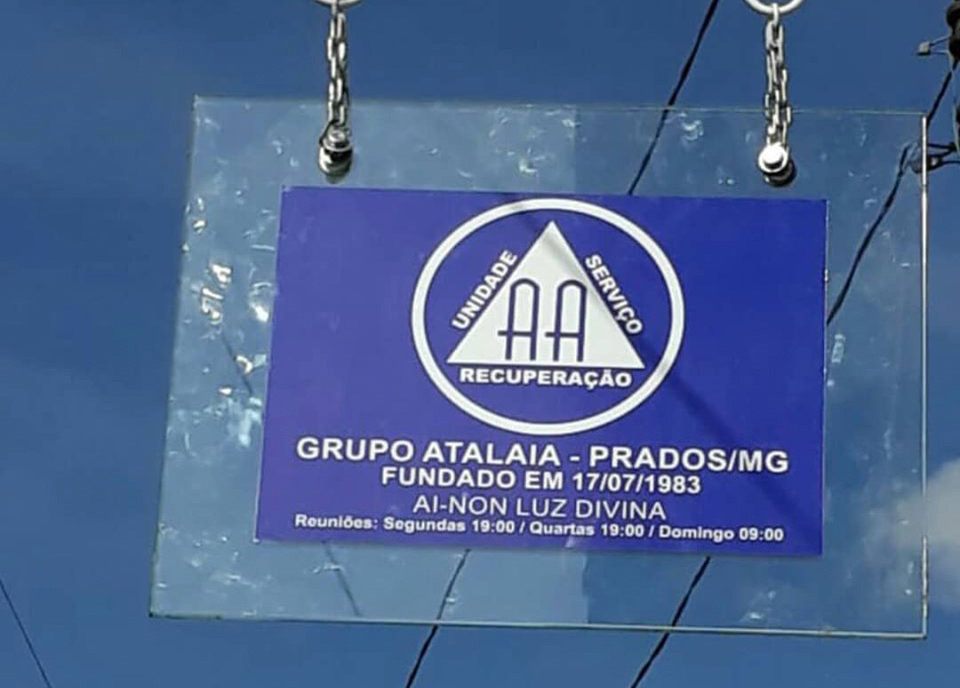 UNIDADE
SERVIÇO
AA
RECUPERAÇÃO
GRUPO ATALAIA - PRADOS/MG
FUNDADO EM 17/07/1983
AI-NON LUZ DIVINA
Reuniões: Segundas 19:00 / Quartas 19:00 / Domingo 09:00